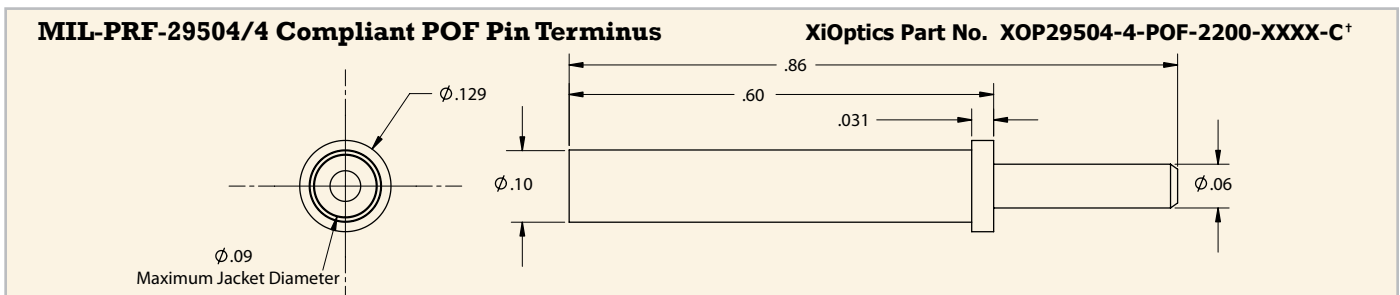 MIL-PRF-29504/4 Compliant POF Pin Terminus
XiOptics Part No. XOP29504-4-POF-2200-XXXX-C†
.86
.60
.031
Ø.129
Ø.10
Ø.06
Ø.09
Maximum Jacket Diameter